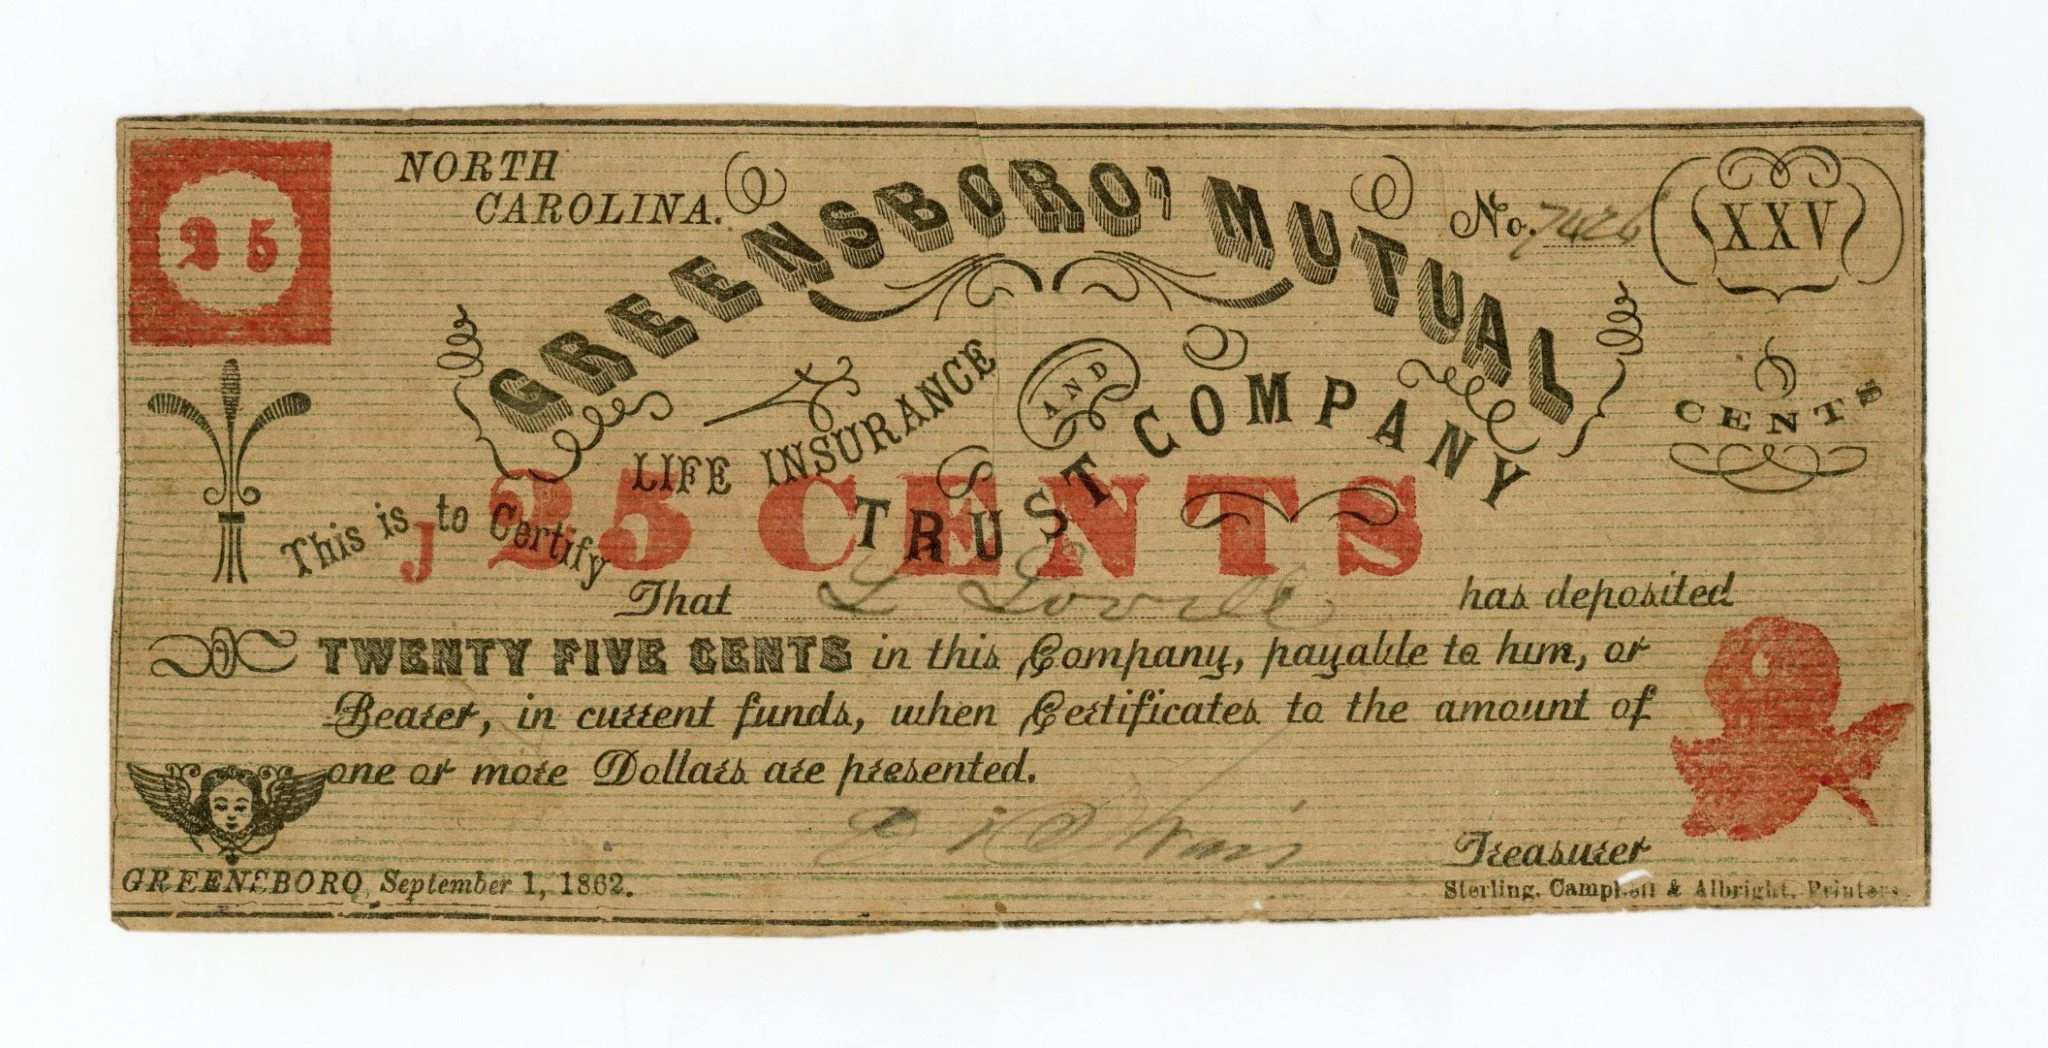 25
NORTH
CAROLINA.
GREENSBORO' MUTUAL
No. 7426
XXV
CENTS
LIFE INSURANCE
AND
TRUST COMPANY
J 25 CENTS
This is to Certify
That has deposited
TWENTY FIVE CENTS in this Company, payable to him, or
Bearer, in current funds, when Certificates to the amount of
one or more Dollars are presented.
Treasurer
GREENSBORO, September 1, 1862.
Sterling, Campbell & Albright, Printers.